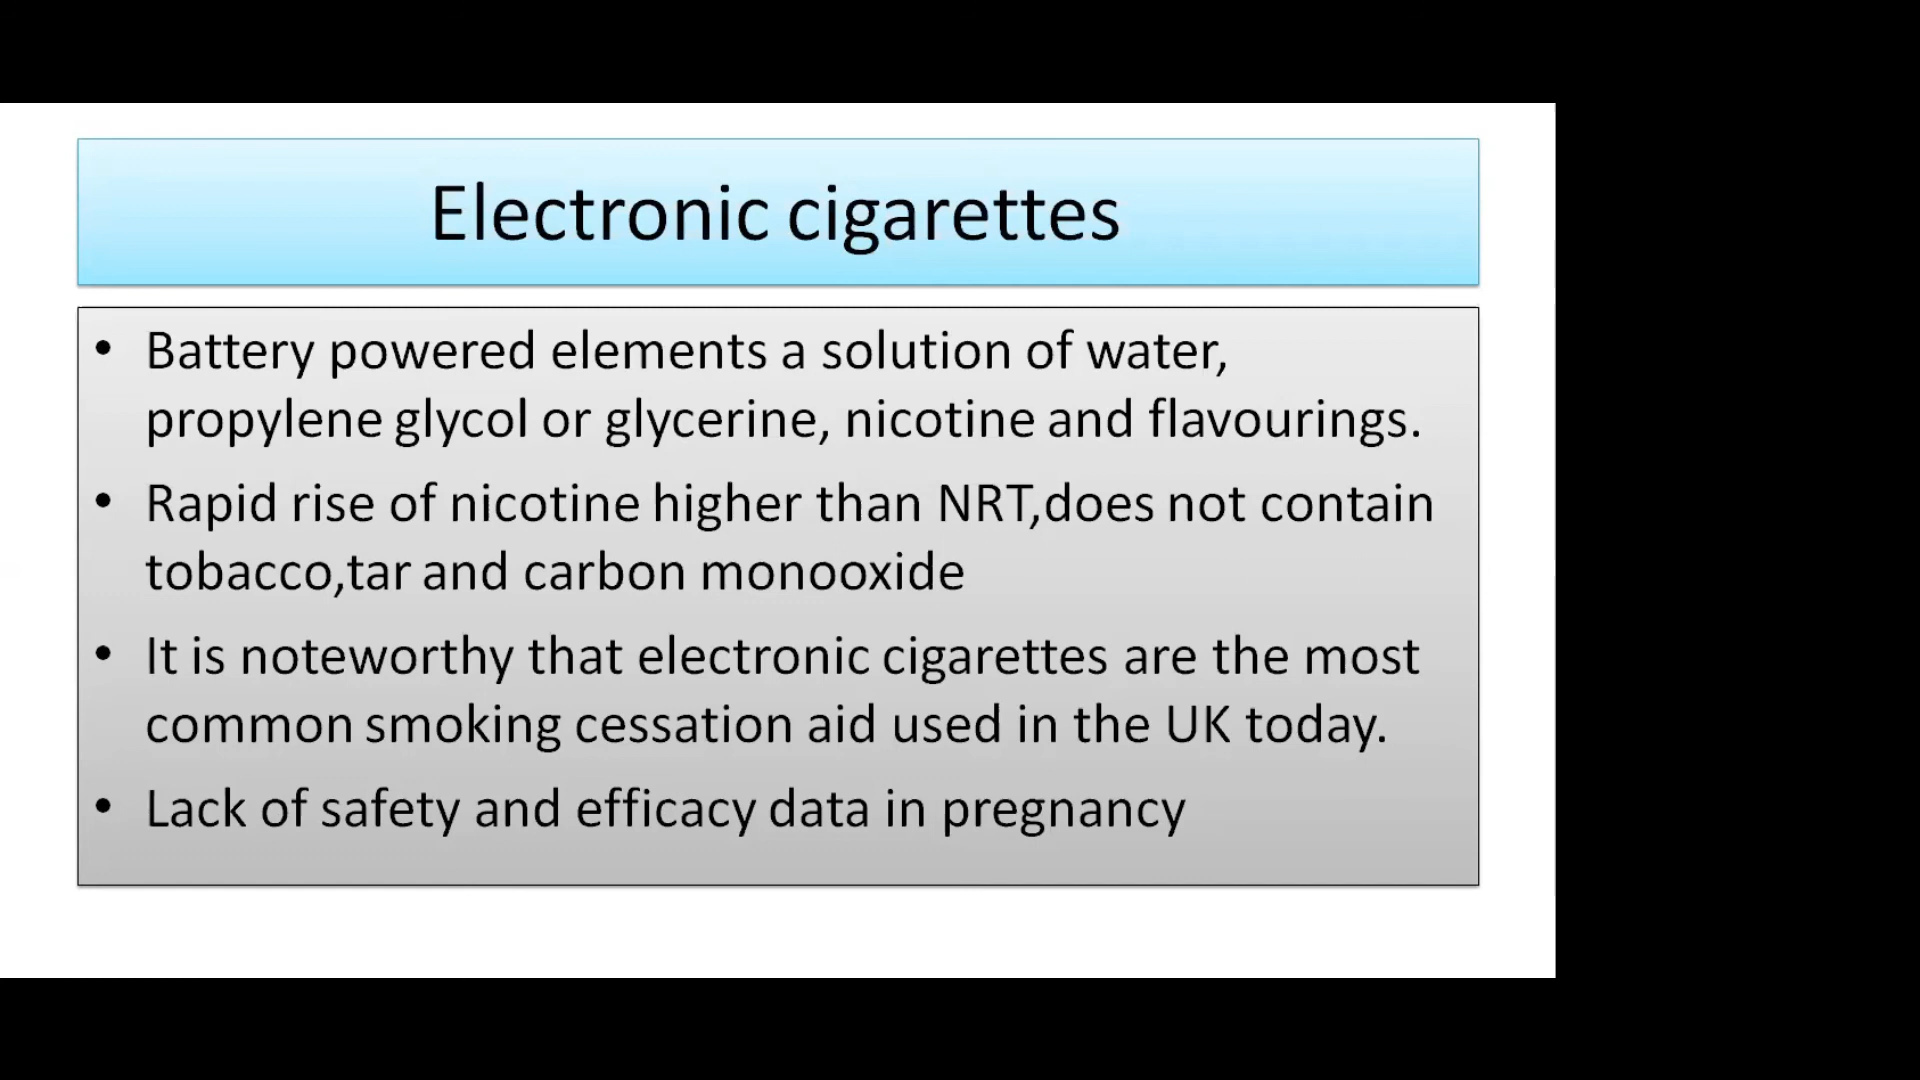 Electronic cigarettes
• Battery powered elements a solution of water,
propylene glycol or glycerine, nicotine and flavourings.
• Rapid rise of nicotine higher than NRT,does not contain
tobacco,tar and carbon monooxide
• It is noteworthy that electronic cigarettes are the most
common smoking cessation aid used in the UK today.
• Lack of safety and efficacy data in pregnancy